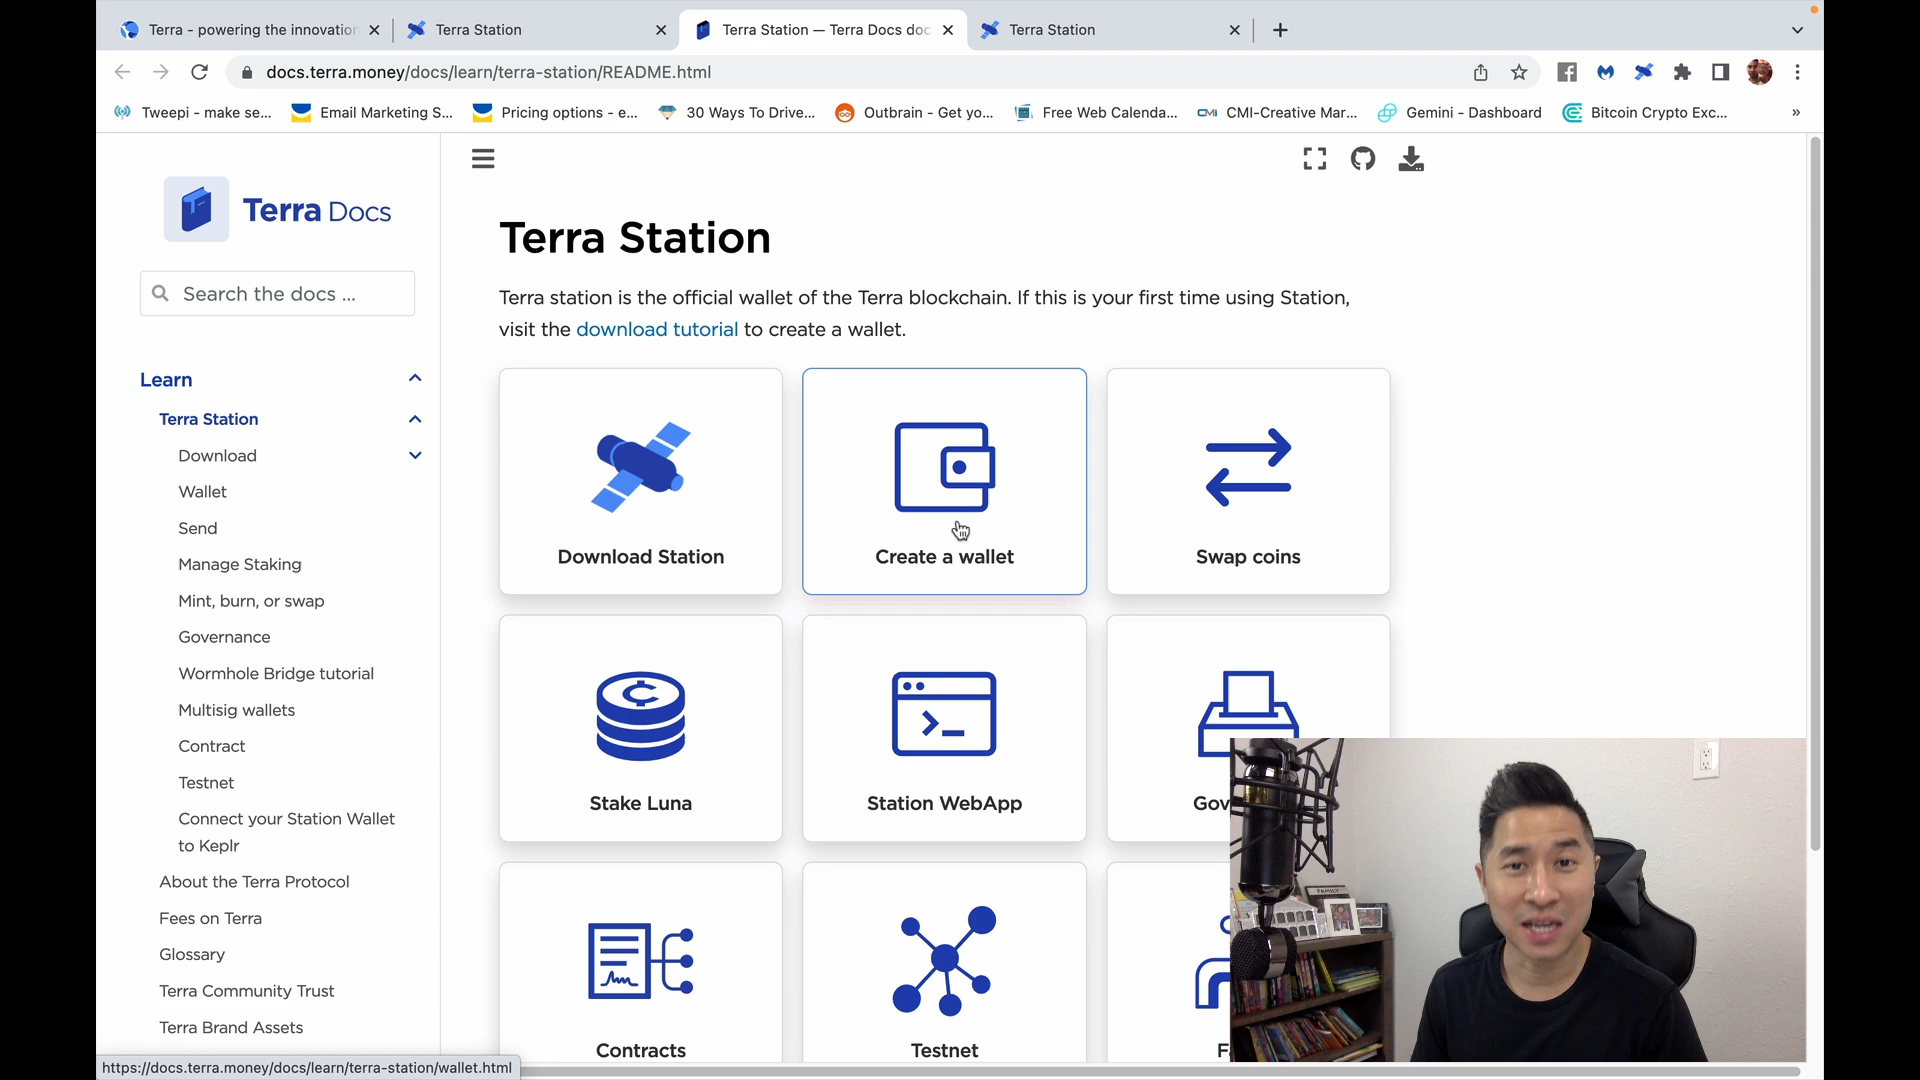 Terra - powering the innovation
Terra Station
Terra Station — Terra Docs doc
Terra Station
docs.terra.money/docs/learn/terra-station/README.html
Tweepi - make se...
Email Marketing S...
Pricing options - e...
30 Ways To Drive...
Outbrain - Get yo...
Free Web Calenda...
CMI-Creative Mar...
Gemini - Dashboard
Bitcoin Crypto Exc...
»
Terra Docs
Search the docs ...
Learn
Terra Station
Download
Wallet
Send
Manage Staking
Mint, burn, or swap
Governance
Wormhole Bridge tutorial
Multisig wallets
Contract
Testnet
Connect your Station Wallet
to Keplr
About the Terra Protocol
Fees on Terra
Glossary
Terra Community Trust
Terra Brand Assets
Terra Station
Terra station is the official wallet of the Terra blockchain. If this is your first time using Station,
visit the download tutorial to create a wallet.
Download Station
Create a wallet
Swap coins
Stake Luna
Station WebApp
Gov
Contracts
Testnet
F
FAMILY
https://docs.terra.money/docs/learn/terra-station/wallet.html